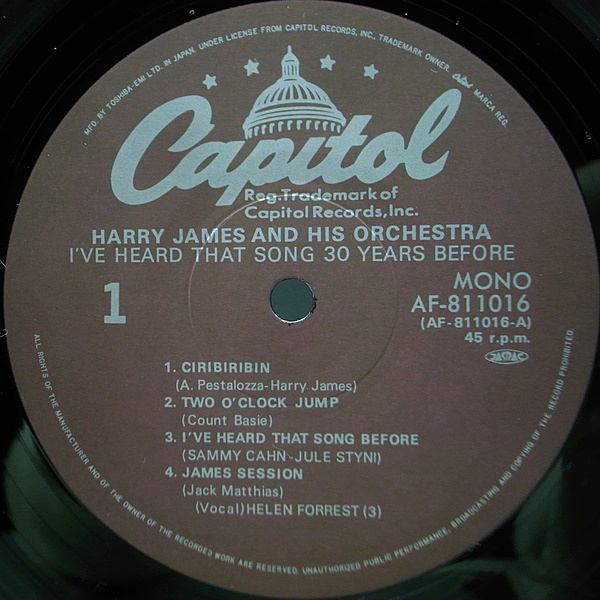 MFD. BY TOSHIBA-EMI LTD. IN JAPAN. UNDER LICENSE FROM CAPITOL RECORDS, INC., TRADEMARK OWNER. Capitol MARCA REG.
Capitol
Reg. Trademark of
Capitol Records, Inc.
HARRY JAMES AND HIS ORCHESTRA
I'VE HEARD THAT SONG 30 YEARS BEFORE
1
MONO
AF-811016
(AF-811016-A)
45 r.p.m.
JASRAC
1. CIRIBIRIBIN
(A. Pestalozza-Harry James)
2. TWO O'CLOCK JUMP
(Count Basie)
3. I'VE HEARD THAT SONG BEFORE
(SAMMY CAHN-JULE STYNI)
4. JAMES SESSION
(Jack Matthias)
(Vocal) HELEN FORREST (3)
ALL RIGHTS OF THE MANUFACTURER AND OF THE OWNER OF THE RECORDED WORK ARE RESERVED. UNAUTHORIZED PUBLIC PERFORMANCE, BROADCASTING AND COPYING OF THE RECORD PROHIBITED.